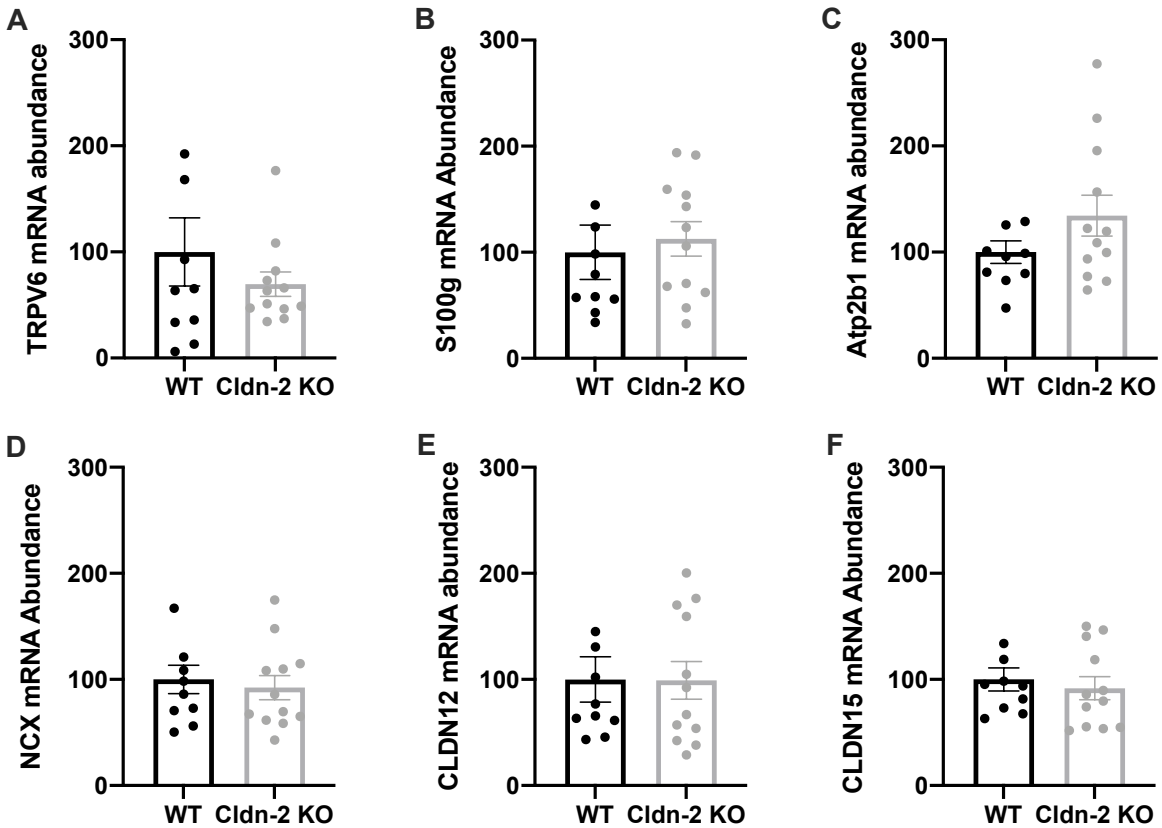 A
TRPV6 mRNA abundance
300
200
100
0
WT Cldn-2 KO
B
S100g mRNA Abundance
300
200
100
0
WT Cldn-2 KO
C
Atp2b1 mRNA abundance
300
200
100
0
WT Cldn-2 KO
D
NCX mRNA Abundance
300
200
100
0
WT Cldn-2 KO
E
CLDN12 mRNA abundance
300
200
100
0
WT Cldn-2 KO
F
CLDN15 mRNA Abundance
300
200
100
0
WT Cldn-2 KO